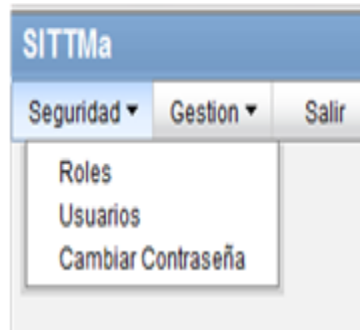 SITTMa
Seguridad ▾ Gestion ▾ Salir
Roles
Usuarios
Cambiar Contraseña